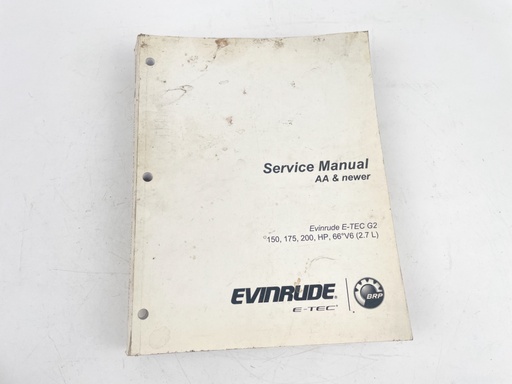 Service Manual
AA & newer
Evinrude E-TEC G2
150, 175, 200, HP, 66°V6 (2.7 L)
EVINRUDE®
E-TEC®
BRP